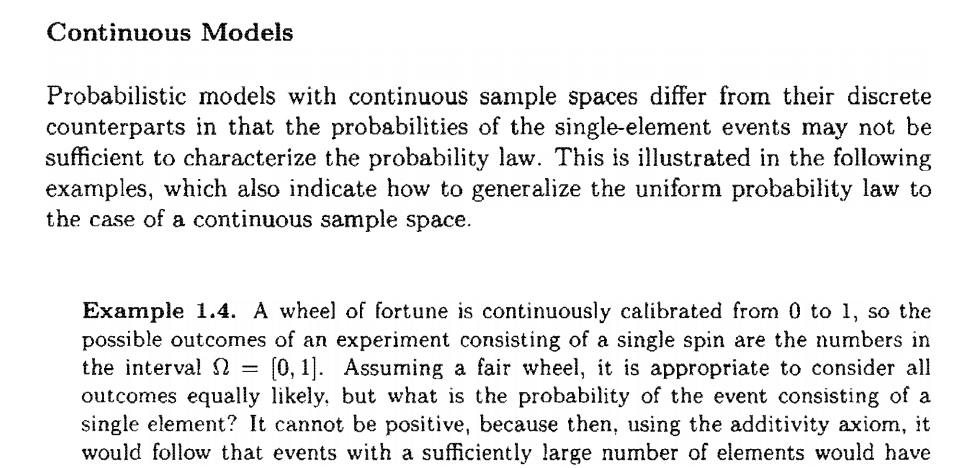 Continuous Models
Probabilistic models with continuous sample spaces differ from their discrete
counterparts in that the probabilities of the single-element events may not be
sufficient to characterize the probability law. This is illustrated in the following
examples, which also indicate how to generalize the uniform probability law to
the case of a continuous sample space.
Example 1.4. A wheel of fortune is continuously calibrated from 0 to 1, so the
possible outcomes of an experiment consisting of a single spin are the numbers in
the interval Ω = [0, 1]. Assuming a fair wheel, it is appropriate to consider all
outcomes equally likely, but what is the probability of the event consisting of a
single element? It cannot be positive, because then, using the additivity axiom, it
would follow that events with a sufficiently large number of elements would have